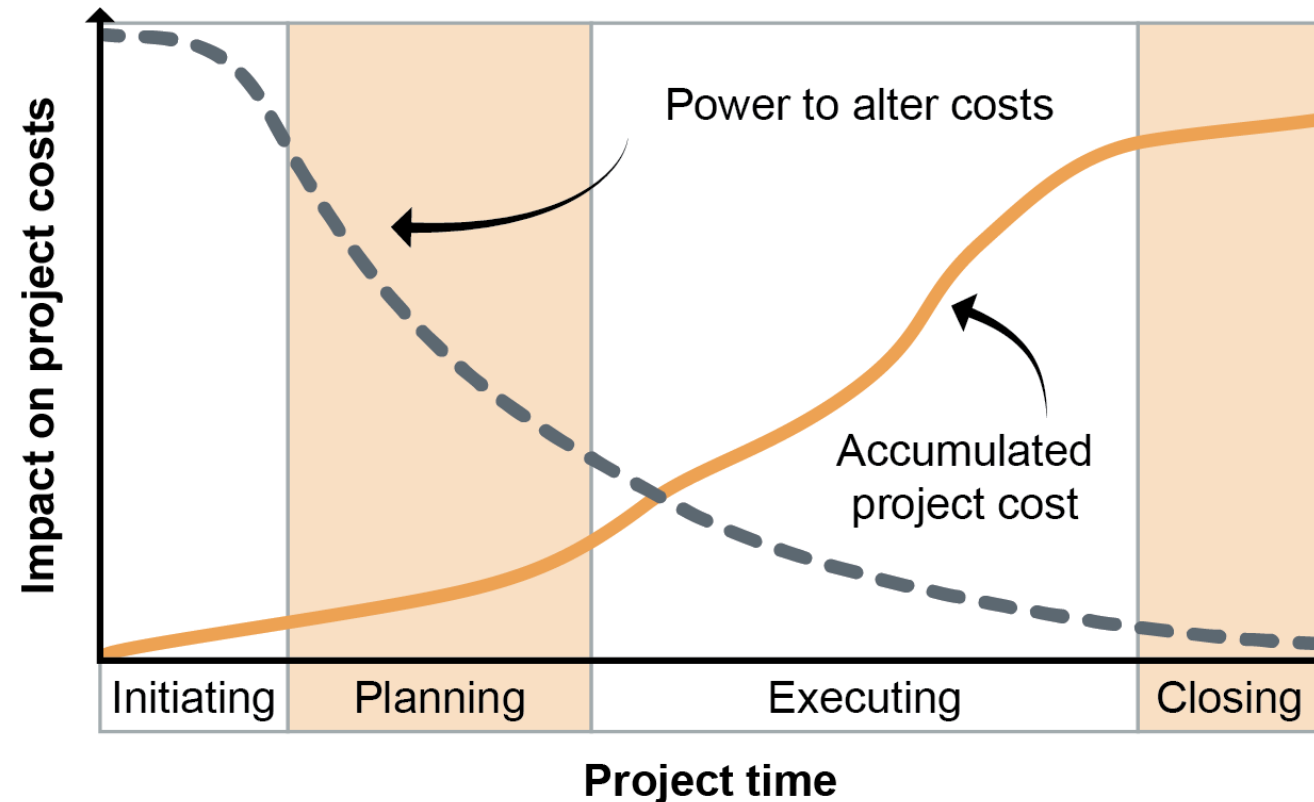 Impact on project costs
Power to alter costs
Accumulated
project cost
Initiating
Planning
Executing
Closing
Project time